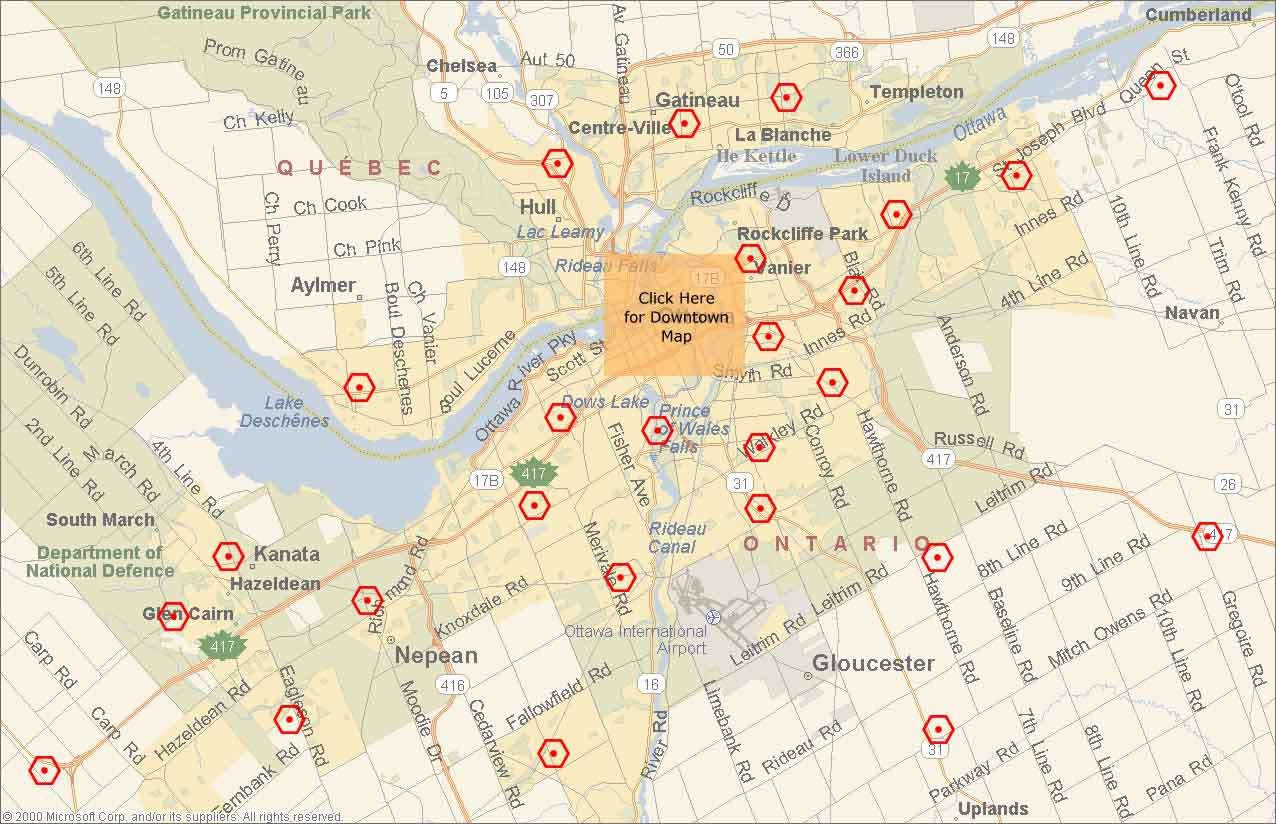 Gatineau Provincial Park
Cumberland
Prom Gatineau
Av Gatineau
50
366
148
Chelsea
Aut 50
148
5
105
307
Gatineau
Templeton
Queen St
O'tool Rd
Ch Kelly
Centre-Ville
La Blanche
Ottawa
St. Joseph Blvd
Frank Kenny Rd
QUÉBEC
Île Kettle
Lower Duck
Island
17
Ch Perry
Ch Cook
Hull
Rockcliffe D
Innes Rd
10th Line Rd
Lac Leamy
Rockcliffe Park
Ch Pink
6th Line Rd
5th Line Rd
148
Rideau Falls
17B
Vanier
Blair Rd
4th Line Rd
Trim Rd
Aylmer
Boul Deschenes
Ch Vanier
Click Here
for Downtown
Map
Navan
Boul Lucerne
Ottawa River Pky
Scott St
Innes Rd
Anderson Rd
Smyth Rd
Dunrobin Rd
Lake
Deschênes
Dows Lake
Prince
of Wales
Falls
31
2nd Line Rd
March Rd
4th Line Rd
Fisher Ave
Walkley Rd
Conroy Rd
Hawthorne Rd
Russell Rd
417
17B
417
31
Leitrim Rd
26
South March
Rideau
Canal
ONTARIO
417
Department of
National Defence
Kanata
Hazeldean
Richmond Rd
Merivale Rd
8th Line Rd
9th Line Rd
Glen Cairn
Knoxdale Rd
Leitrim Rd
Hawthorne Rd
Baseline Rd
Mitch Owens Rd
Gregoire Rd
417
Ottawa International
Airport
Leitrim Rd
10th Line Rd
Carp Rd
Nepean
Gloucester
416
16
Eagleson Rd
Hazeldean Rd
Moodie Dr
Cedarview Rd
Fallowfield Rd
Limebank Rd
Rideau Rd
7th Line Rd
8th Line Rd
Carp Rd
River Rd
31
Fernbank Rd
Parkway Rd
Pana Rd
Uplands
© 2000 Microsoft Corp. and/or its suppliers. All rights reserved.